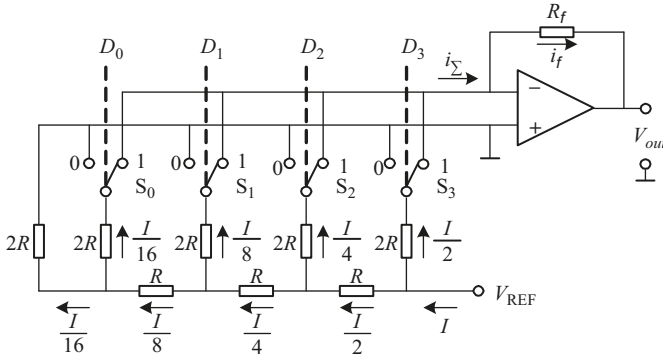 R_f
D_0 D_1 D_2 D_3 i_Σ i_f
−
+
V_out
0 1 0 1 0 1 0 1
S_0 S_1 S_2 S_3
2R 2R I/16 2R I/8 2R I/4 2R I/2
R R R V_REF
I/16 I/8 I/4 I/2 I